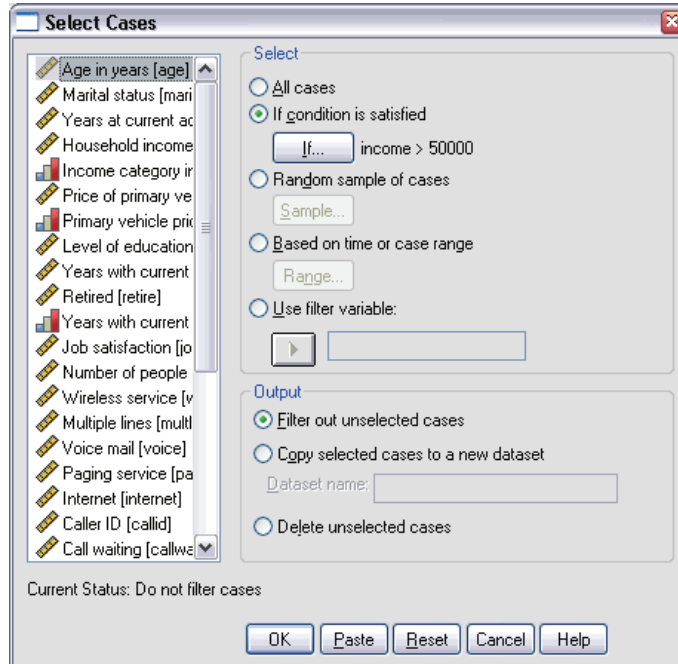 Select Cases
Age in years [age]
Marital status [mari
Years at current ad
Household income
Income category in
Price of primary ve
Primary vehicle pric
Level of education
Years with current
Retired [retire]
Years with current
Job satisfaction [jo
Number of people
Wireless service [w
Multiple lines [multl
Voice mail [voice]
Paging service [pa
Internet [internet]
Caller ID [callid]
Call waiting [callwa
Select
All cases
If condition is satisfied
If... income > 50000
Random sample of cases
Sample...
Based on time or case range
Range...
Use filter variable:
Output
Filter out unselected cases
Copy selected cases to a new dataset
Dataset name:
Delete unselected cases
Current Status: Do not filter cases
OK Paste Reset Cancel Help